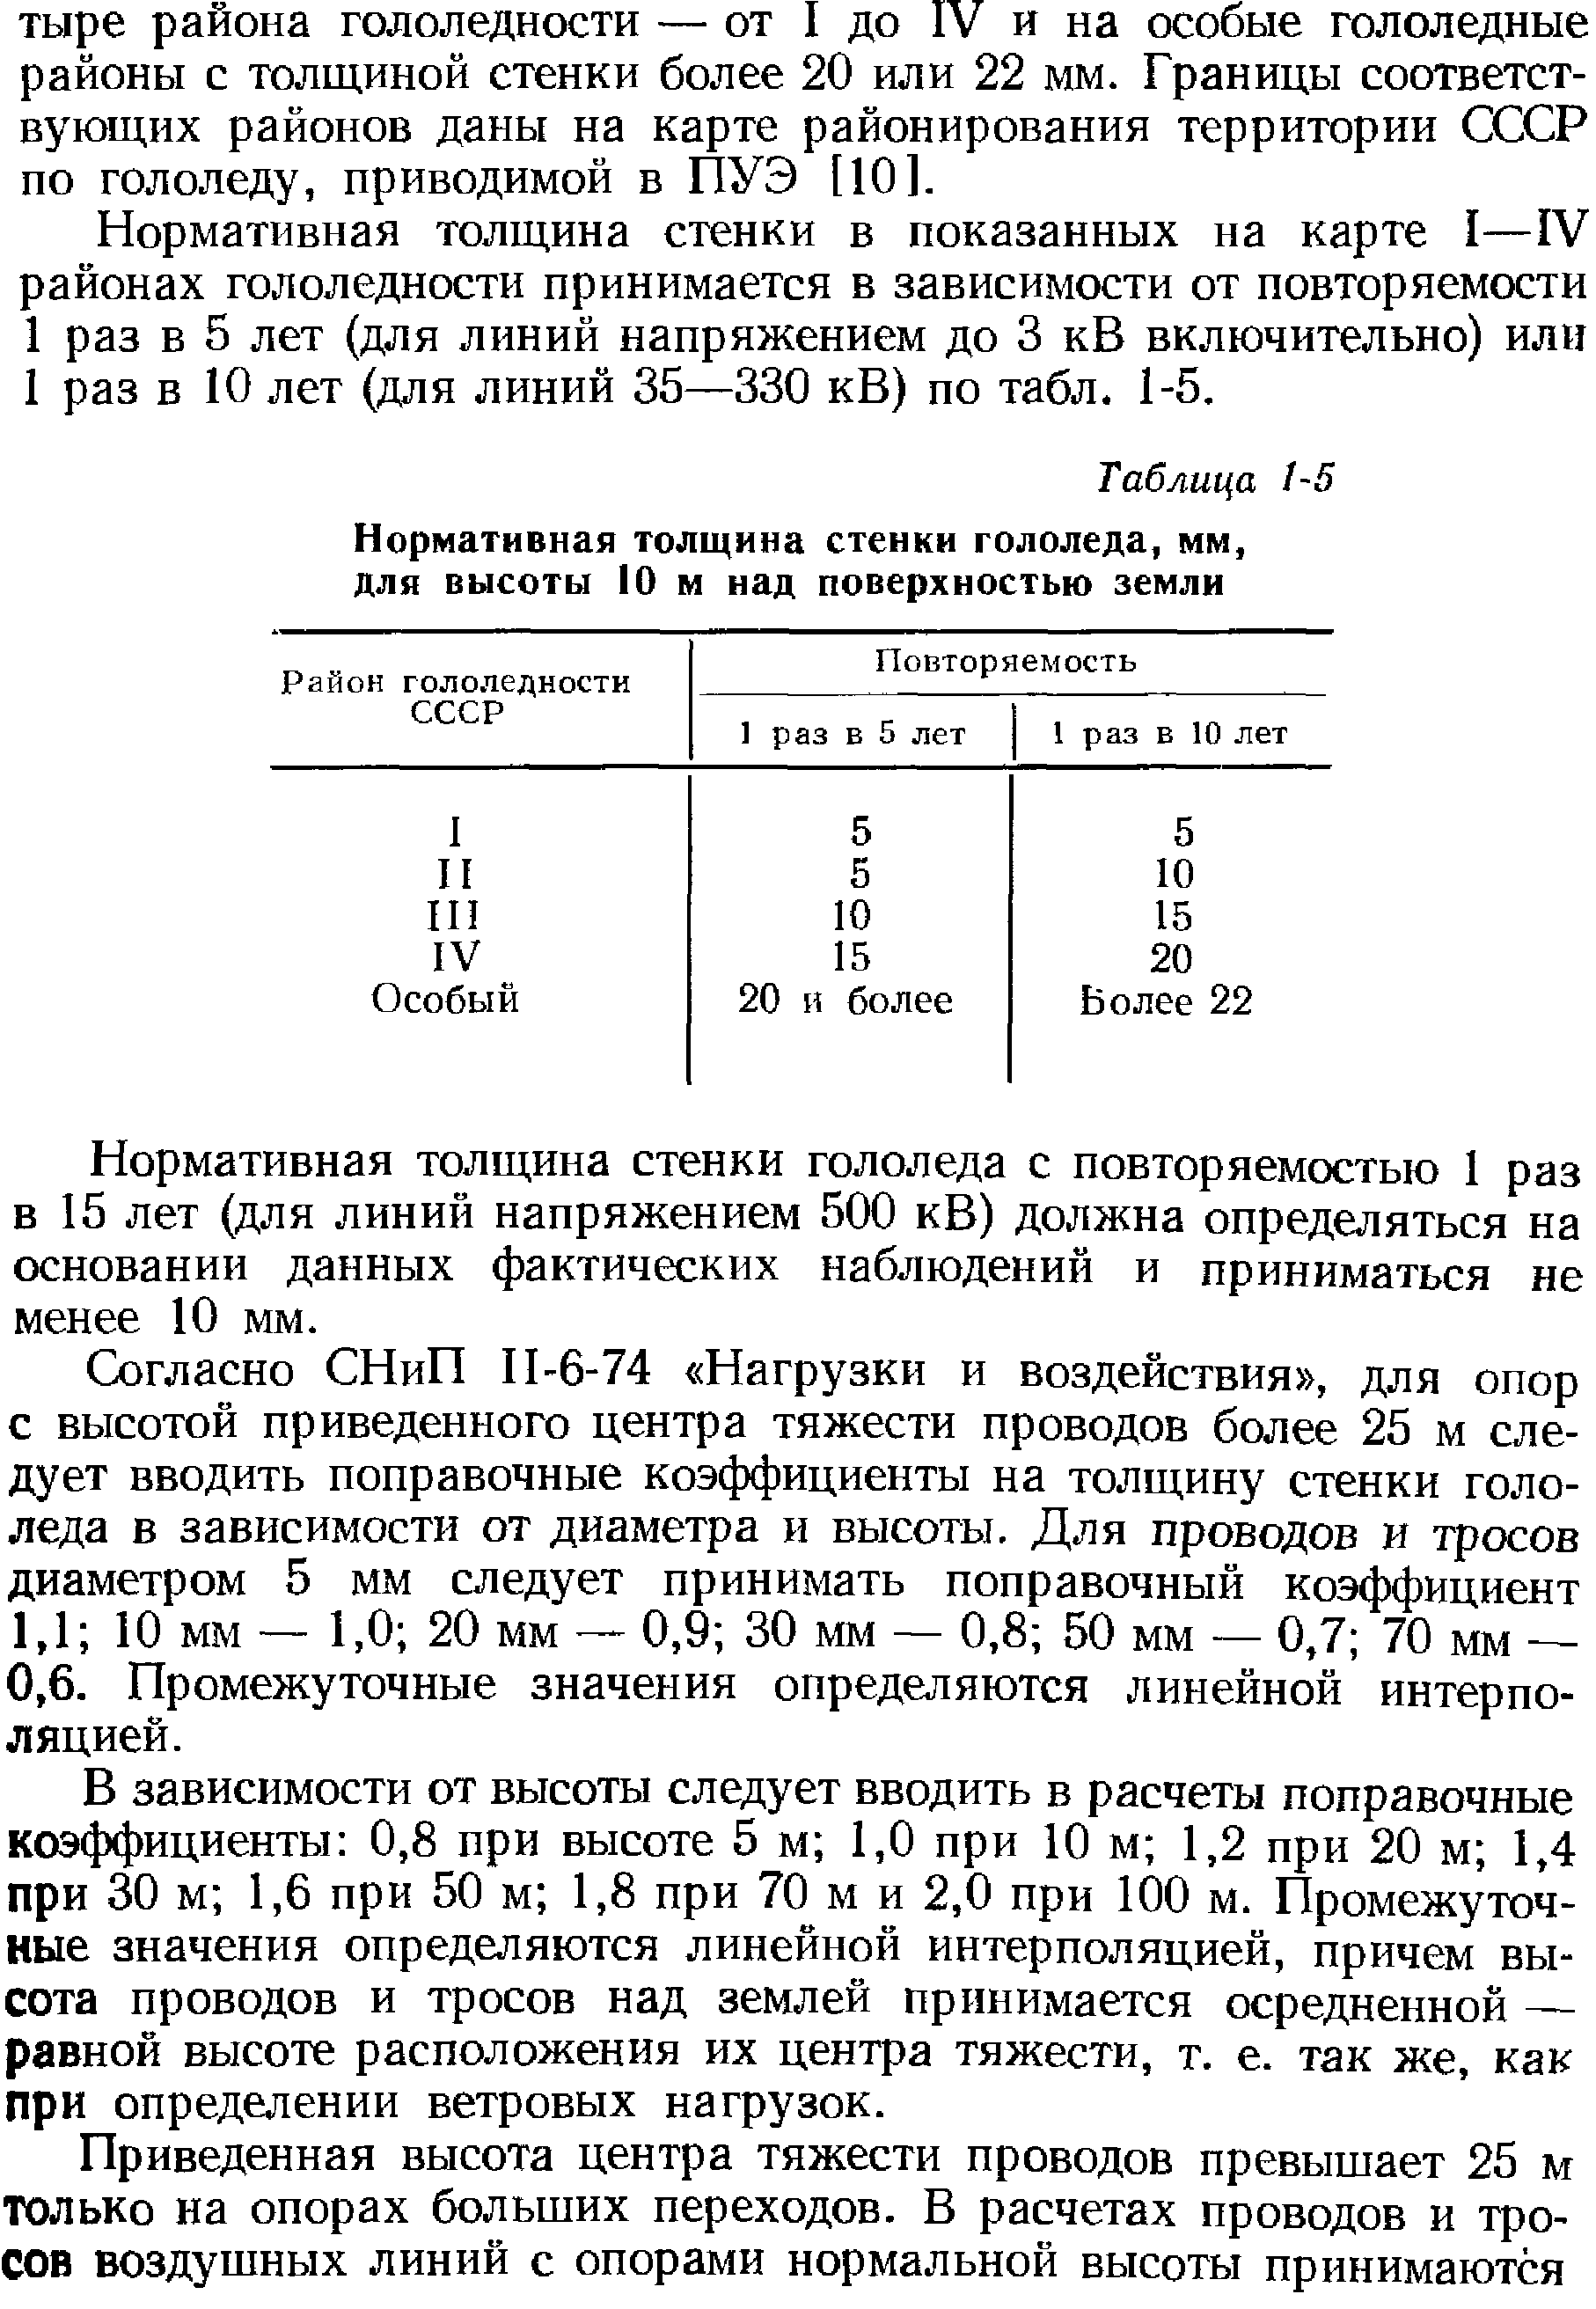 тыре района гололедности — от I до IV и на особые гололедные
районы с толщиной стенки более 20 или 22 мм. Границы соответст-
вующих районов даны на карте районирования территории СССР
по гололеду, приводимой в ПУЭ [10].
Нормативная толщина стенки в показанных на карте I—IV
районах гололедности принимается в зависимости от повторяемости
1 раз в 5 лет (для линий напряжением до 3 кВ включительно) или
1 раз в 10 лет (для линий 35—330 кВ) по табл. 1-5.
Таблица 1-5
Нормативная толщина стенки гололеда, мм,
для высоты 10 м над поверхностью земли
Район гололедности СССР | Повторяемость
1 раз в 5 лет | 1 раз в 10 лет
I 5 5
II 5 10
III 10 15
IV 15 20
Особый 20 и более Более 22
Нормативная толщина стенки гололеда с повторяемостью 1 раз
в 15 лет (для линий напряжением 500 кВ) должна определяться на
основании данных фактических наблюдений и приниматься не
менее 10 мм.
Согласно СНиП II-6-74 «Нагрузки и воздействия», для опор
с высотой приведенного центра тяжести проводов более 25 м сле-
дует вводить поправочные коэффициенты на толщину стенки голо-
леда в зависимости от диаметра и высоты. Для проводов и тросов
диаметром 5 мм следует принимать поправочный коэффициент
1,1; 10 мм — 1,0; 20 мм — 0,9; 30 мм — 0,8; 50 мм — 0,7; 70 мм —
0,6. Промежуточные значения определяются линейной интерпо-
ляцией.
В зависимости от высоты следует вводить в расчеты поправочные
коэффициенты: 0,8 при высоте 5 м; 1,0 при 10 м; 1,2 при 20 м; 1,4
при 30 м; 1,6 при 50 м; 1,8 при 70 м и 2,0 при 100 м. Промежуточ-
ные значения определяются линейной интерполяцией, причем вы-
сота проводов и тросов над землей принимается осредненной —
равной высоте расположения их центра тяжести, т. е. так же, как
при определении ветровых нагрузок.
Приведенная высота центра тяжести проводов превышает 25 м
только на опорах больших переходов. В расчетах проводов и тро-
сов воздушных линий с опорами нормальной высоты принимаются